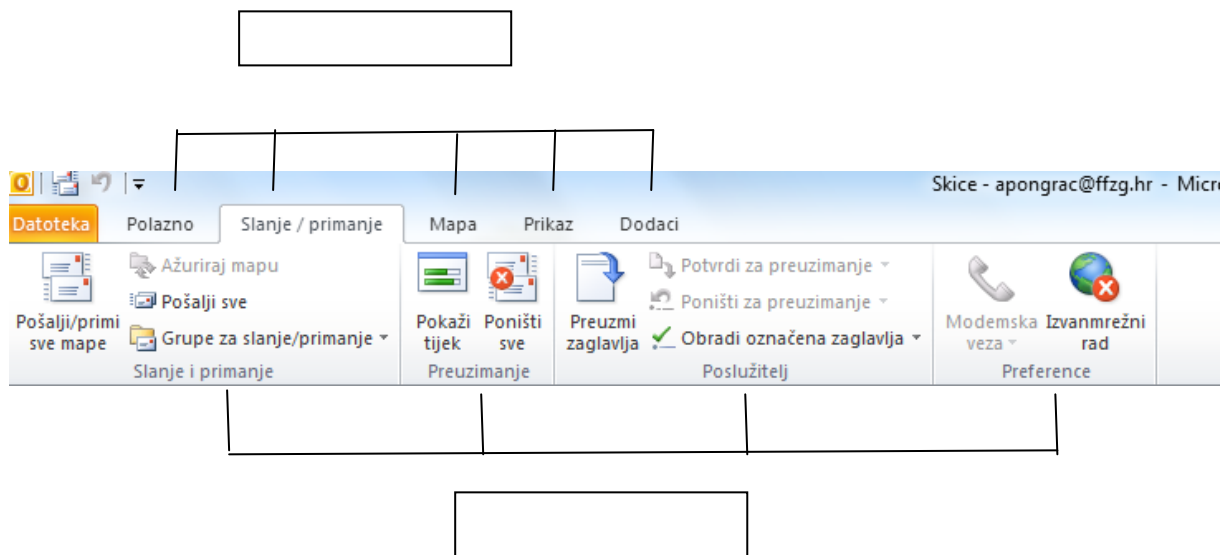 Skice - apongrac@ffzg.hr - Micr
Datoteka Polazno Slanje / primanje Mapa Prikaz Dodaci
Pošalji/primi sve mape
Ažuriraj mapu
Pošalji sve
Grupe za slanje/primanje
Slanje i primanje
Pokaži tijek
Poništi sve
Preuzimanje
Preuzmi zaglavlja
Potvrdi za preuzimanje
Poništi za preuzimanje
Obradi označena zaglavlja
Poslužitelj
Modemska veza
Izvanmrežni rad
Preference